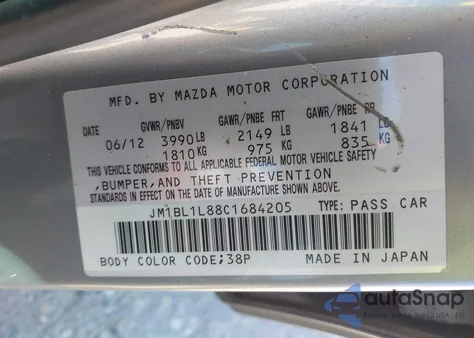 MFD. BY MAZDA MOTOR CORPORATION
DATE GVWR/PNBV GAWR/PNBE FRT GAWR/PNBE RR
06/12 3990 LB 2149 LB 1841 LB
1810 KG 975 KG 835 KG
THIS VEHICLE CONFORMS TO ALL APPLICABLE FEDERAL MOTOR VEHICLE SAFETY
,BUMPER,AND THEFT PREVENTION
STANDARDS IN EFFECT ON THE DATE OF MANUFACTURE SHOWN ABOVE.
JM1BL1L88C1684205 TYPE: PASS CAR
BODY COLOR CODE;38P MADE IN JAPAN
autoSnap